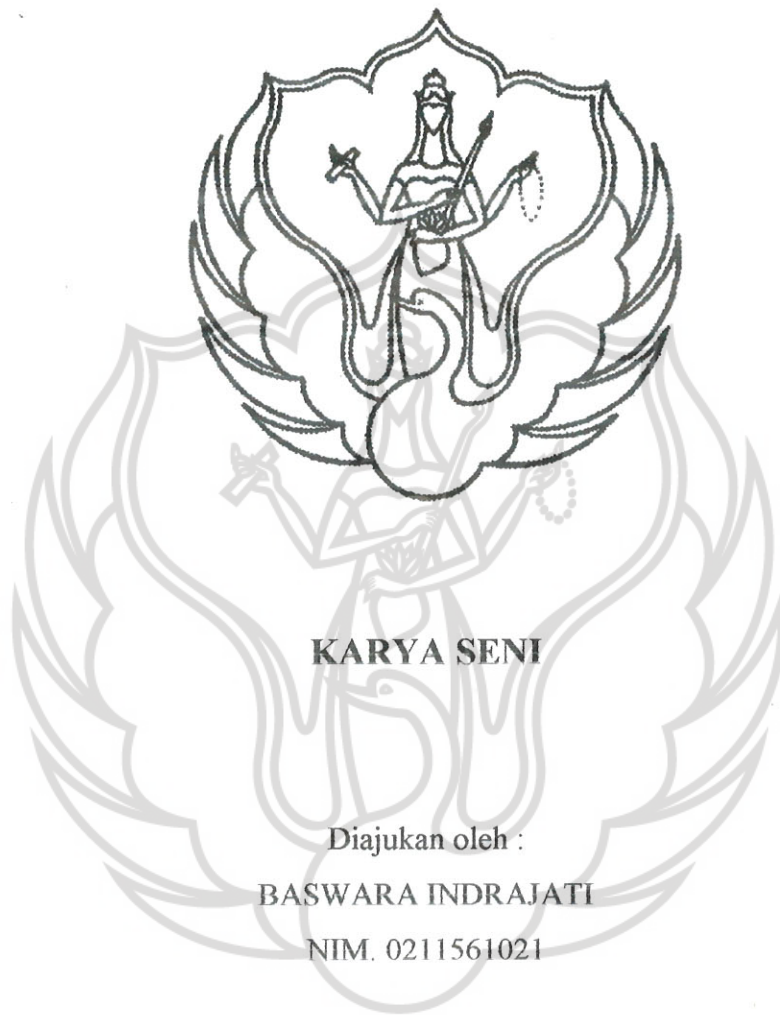 KARYA SENI
Diajukan oleh :
BASWARA INDRAJATI
NIM. 0211561021